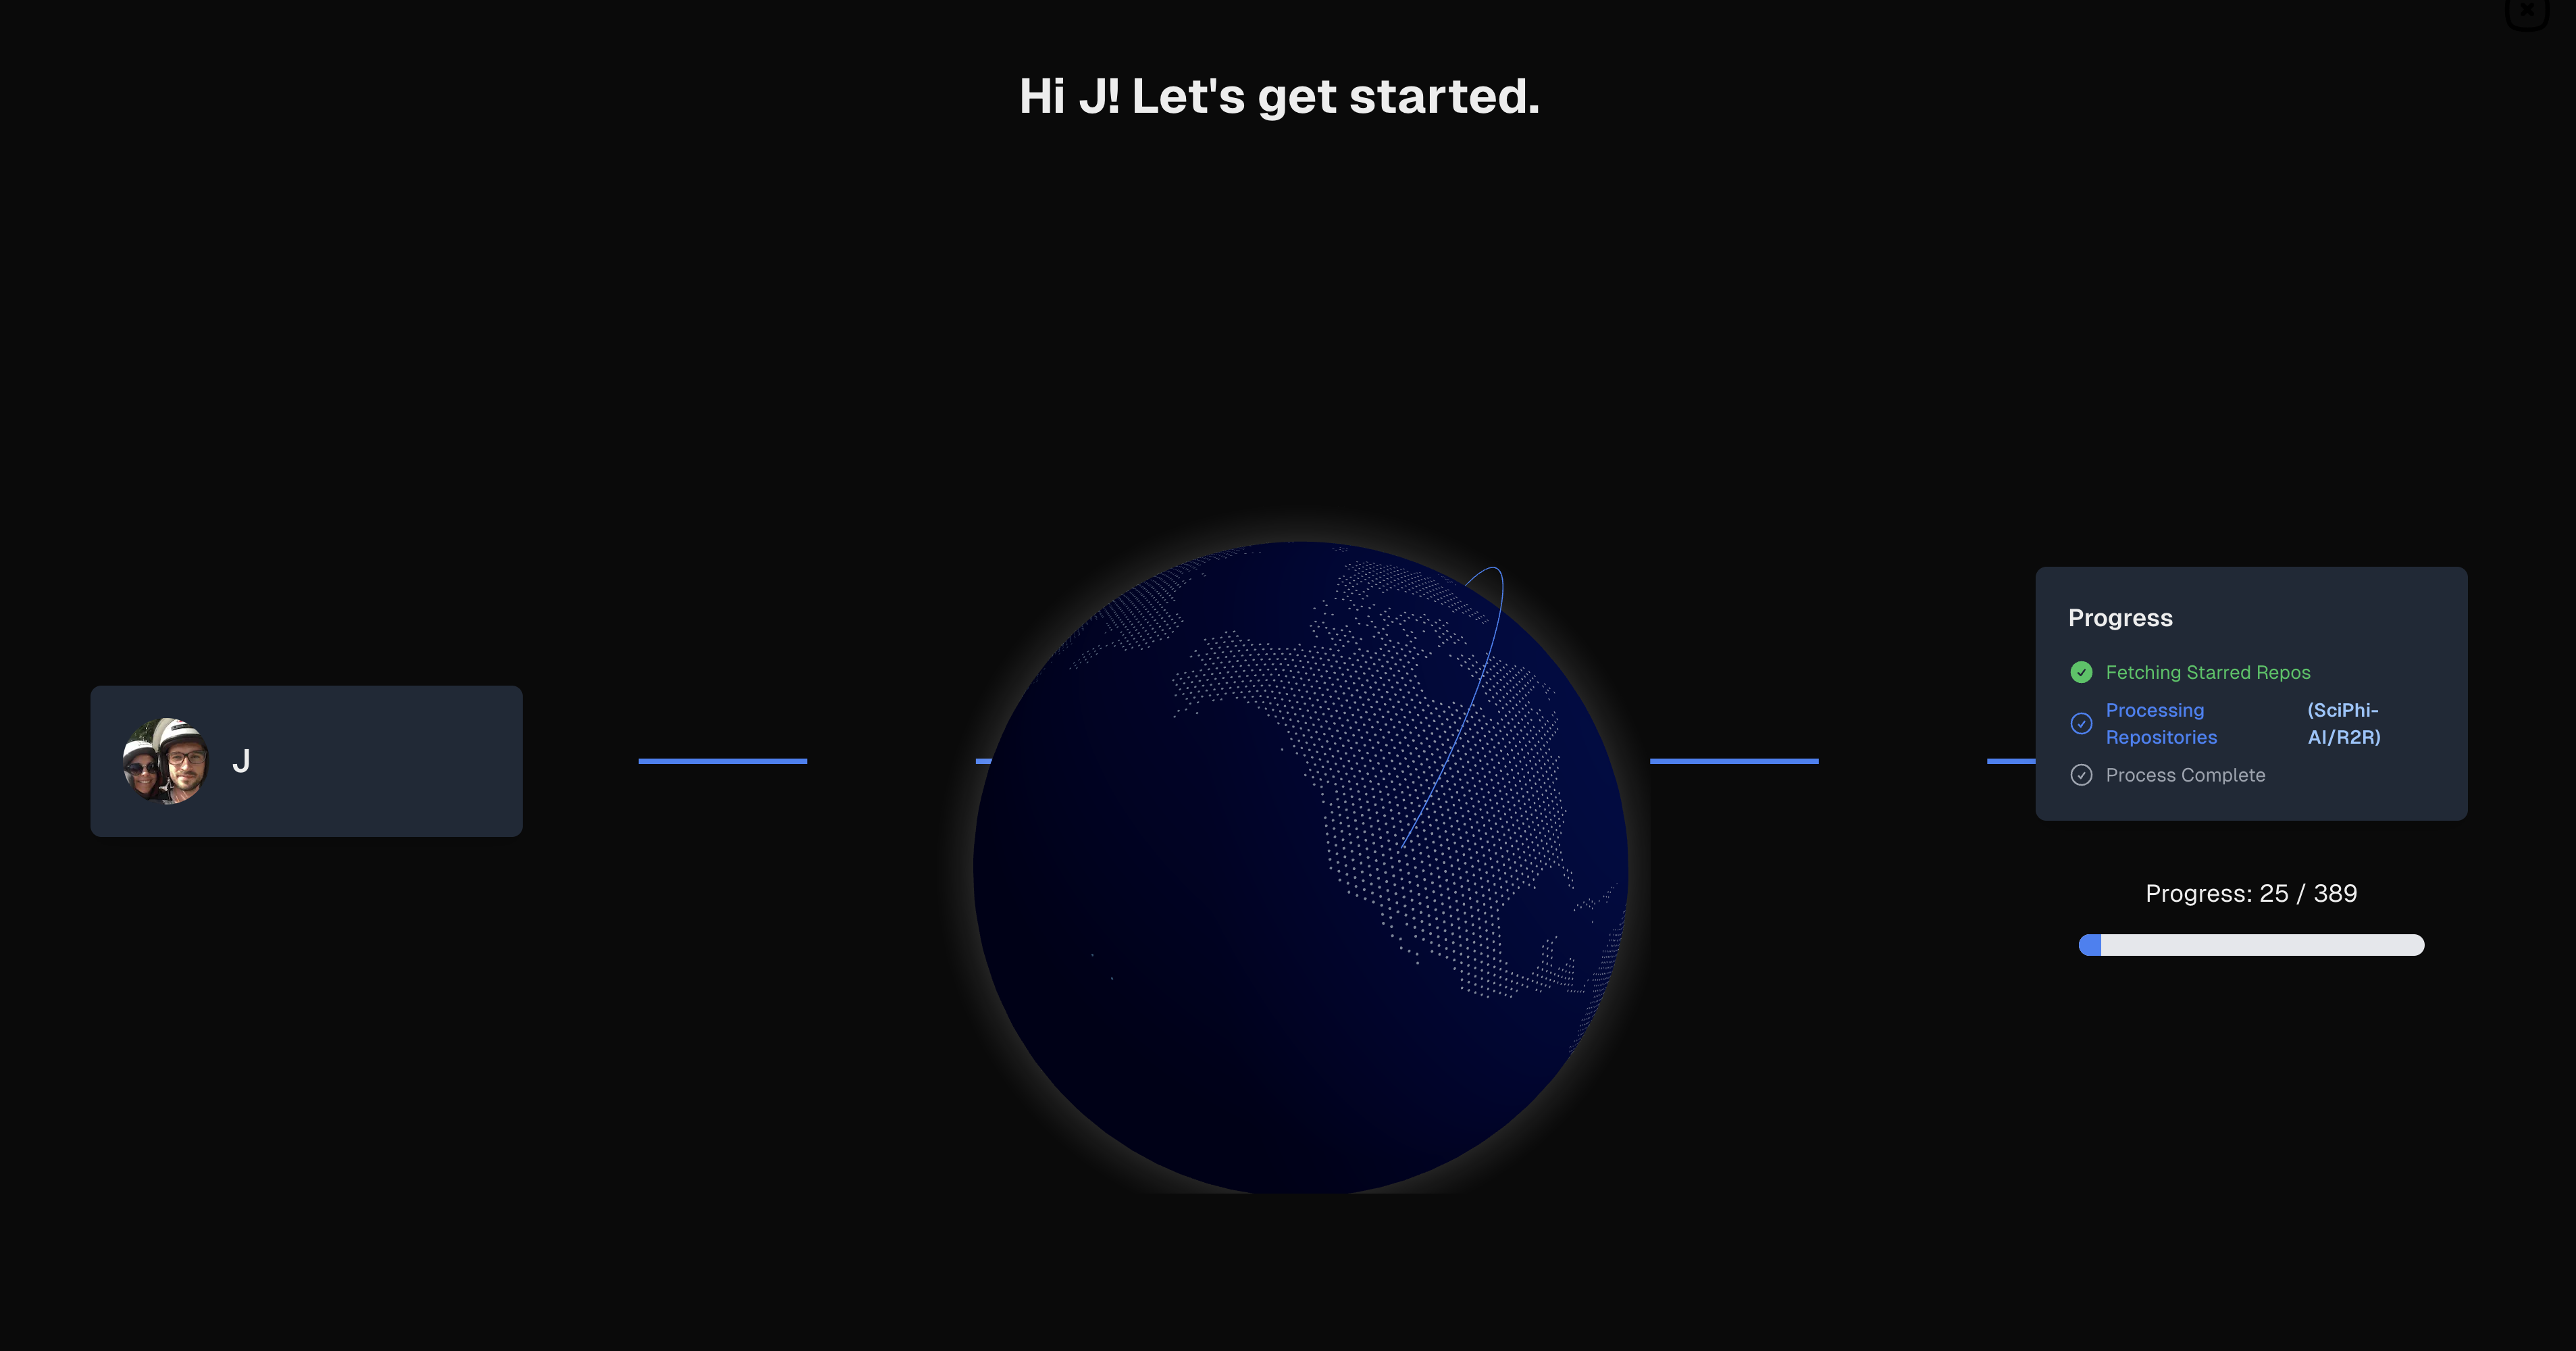 Hi J! Let's get started.
J
Progress
Fetching Starred Repos
Processing
Repositories
(SciPhi-
AI/R2R)
Process Complete
Progress: 25 / 389